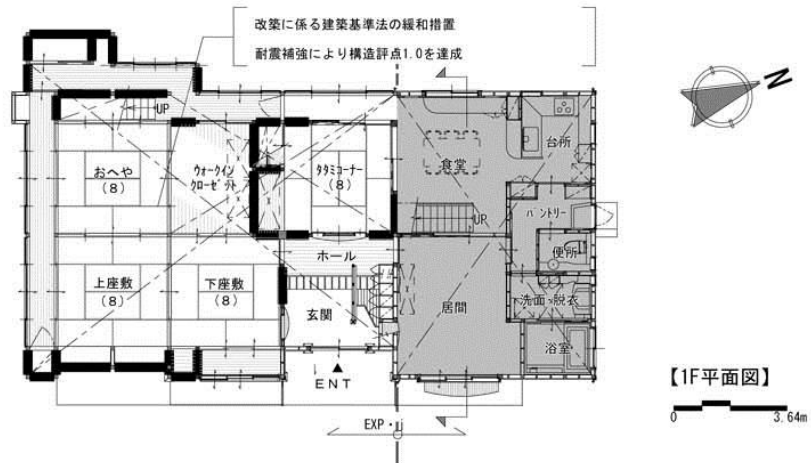 改築に係る建築基準法の緩和措置
耐震補強により構造評点1.0を達成
N
UP
おへや
(8)
ウォークイン
クローゼット
タタミコーナー
(8)
食堂
台所
UP
パントリー
便所
ホール
上座敷
(8)
下座敷
(8)
玄関
居間
洗面・脱衣
浴室
↓ ▲
ENT
【1F平面図】
0 3.64m
EXP・J